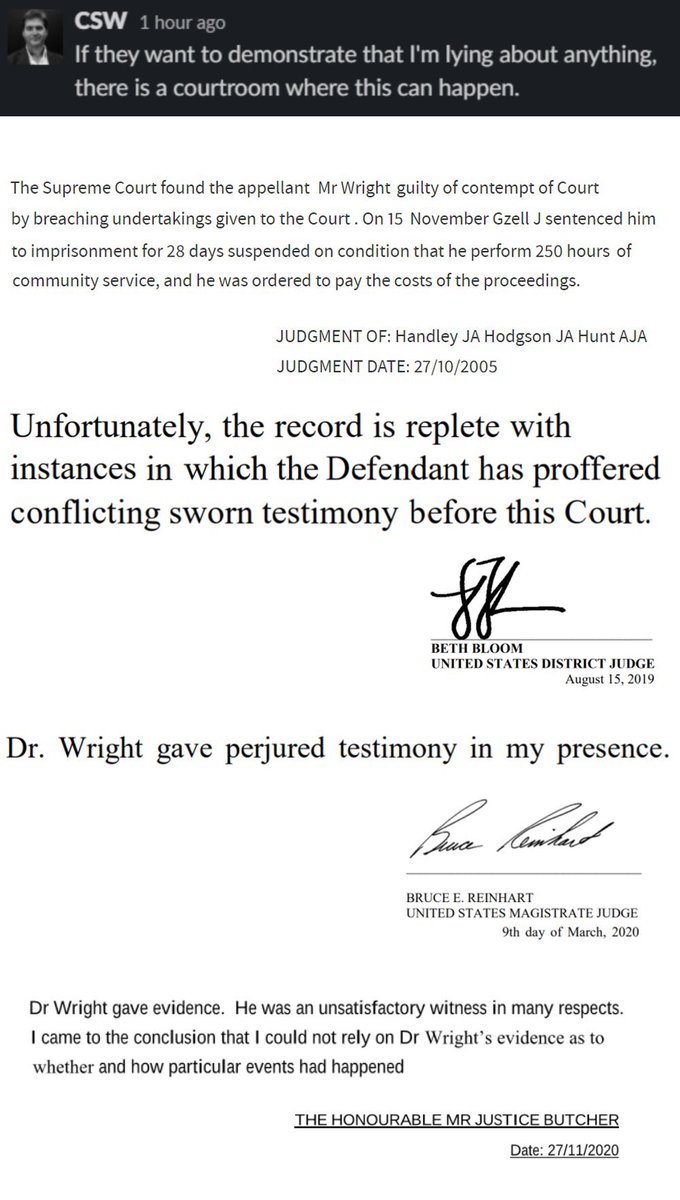 CSW 1 hour ago
If they want to demonstrate that I'm lying about anything,
there is a courtroom where this can happen.
The Supreme Court found the appellant Mr Wright guilty of contempt of Court
by breaching undertakings given to the Court . On 15 November Gzell J sentenced him
to imprisonment for 28 days suspended on condition that he perform 250 hours of
community service, and he was ordered to pay the costs of the proceedings.
JUDGMENT OF: Handley JA Hodgson JA Hunt AJA
JUDGMENT DATE: 27/10/2005
Unfortunately, the record is replete with
instances in which the Defendant has proffered
conflicting sworn testimony before this Court.
BETH BLOOM
UNITED STATES DISTRICT JUDGE
August 15, 2019
Dr. Wright gave perjured testimony in my presence.
Bruce Reinhart
BRUCE E. REINHART
UNITED STATES MAGISTRATE JUDGE
9th day of March, 2020
Dr Wright gave evidence. He was an unsatisfactory witness in many respects.
I came to the conclusion that I could not rely on Dr Wright's evidence as to
whether and how particular events had happened
THE HONOURABLE MR JUSTICE BUTCHER
Date: 27/11/2020